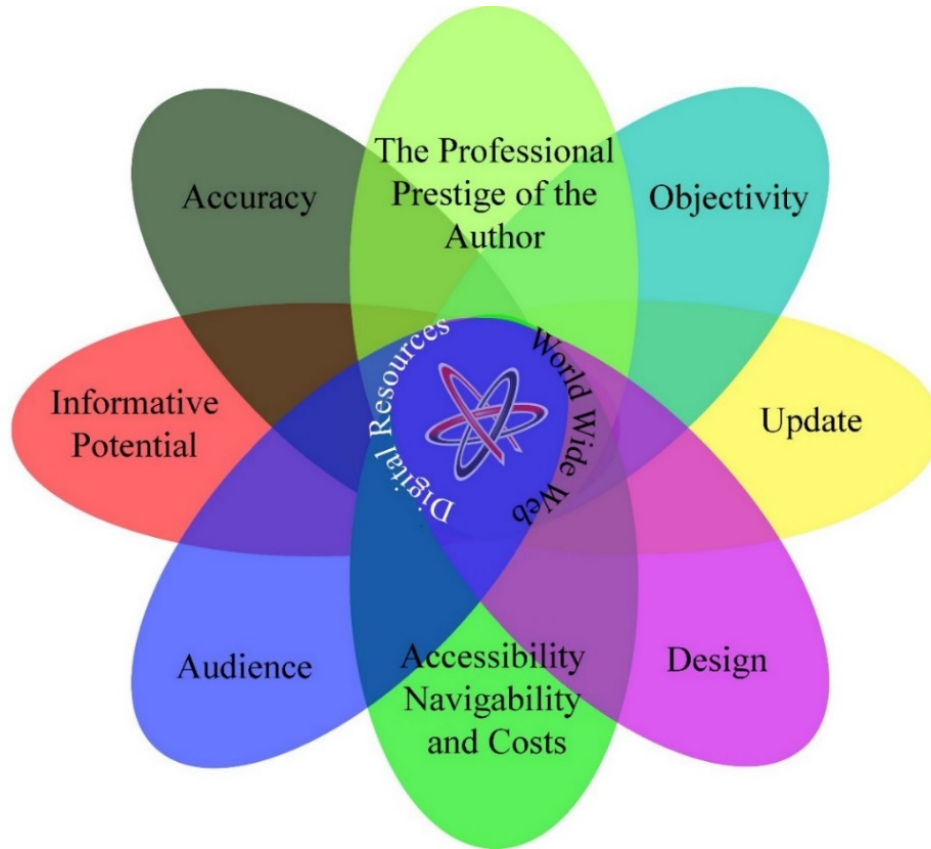 The Professional
Prestige of the
Author
Accuracy
Objectivity
Informative
Potential
Digital Resources
World Wide Web
Update
Audience
Accessibility
Navigability
and Costs
Design